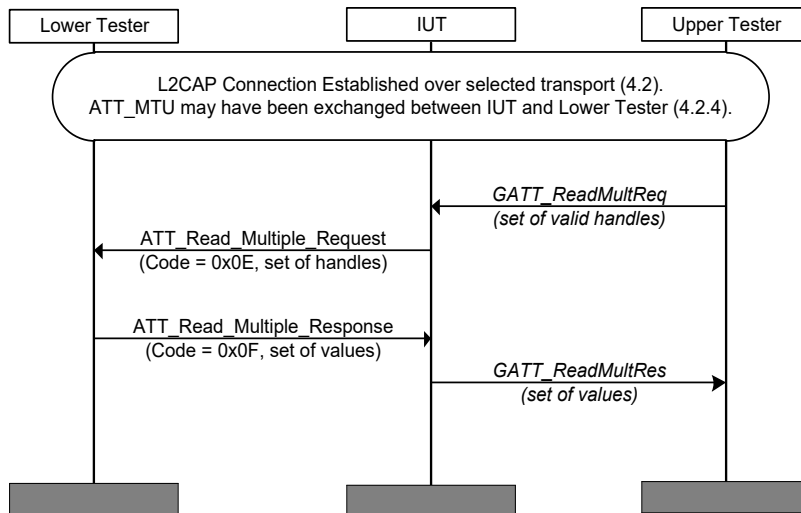 Lower Tester
IUT
Upper Tester
L2CAP Connection Established over selected transport (4.2).
ATT_MTU may have been exchanged between IUT and Lower Tester (4.2.4).
GATT_ReadMultReq
(set of valid handles)
ATT_Read_Multiple_Request
(Code = 0x0E, set of handles)
ATT_Read_Multiple_Response
(Code = 0x0F, set of values)
GATT_ReadMultRes
(set of values)